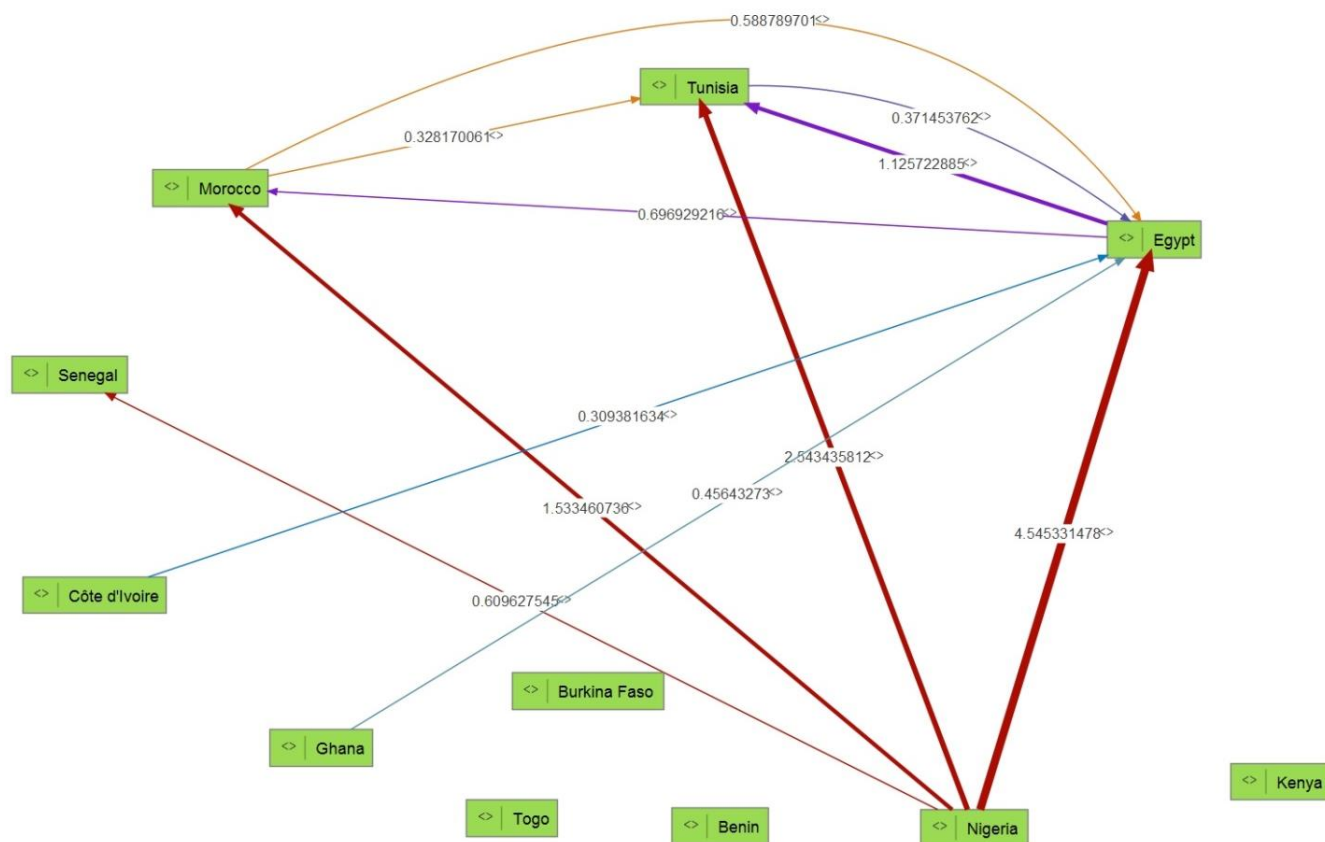 0.588789701<>
<> Tunisia
0.371453762<>
0.328170061<>
1.125722885<>
<> Morocco
0.696929216<>
<> Egypt
<> Senegal
0.309381634<>
2.543435812<>
0.45643273<>
1.533460736<>
4.545331478<>
<> Côte d'Ivoire
0.609627545<>
<> Burkina Faso
<> Ghana
<> Kenya
<> Togo
<> Benin
<> Nigeria